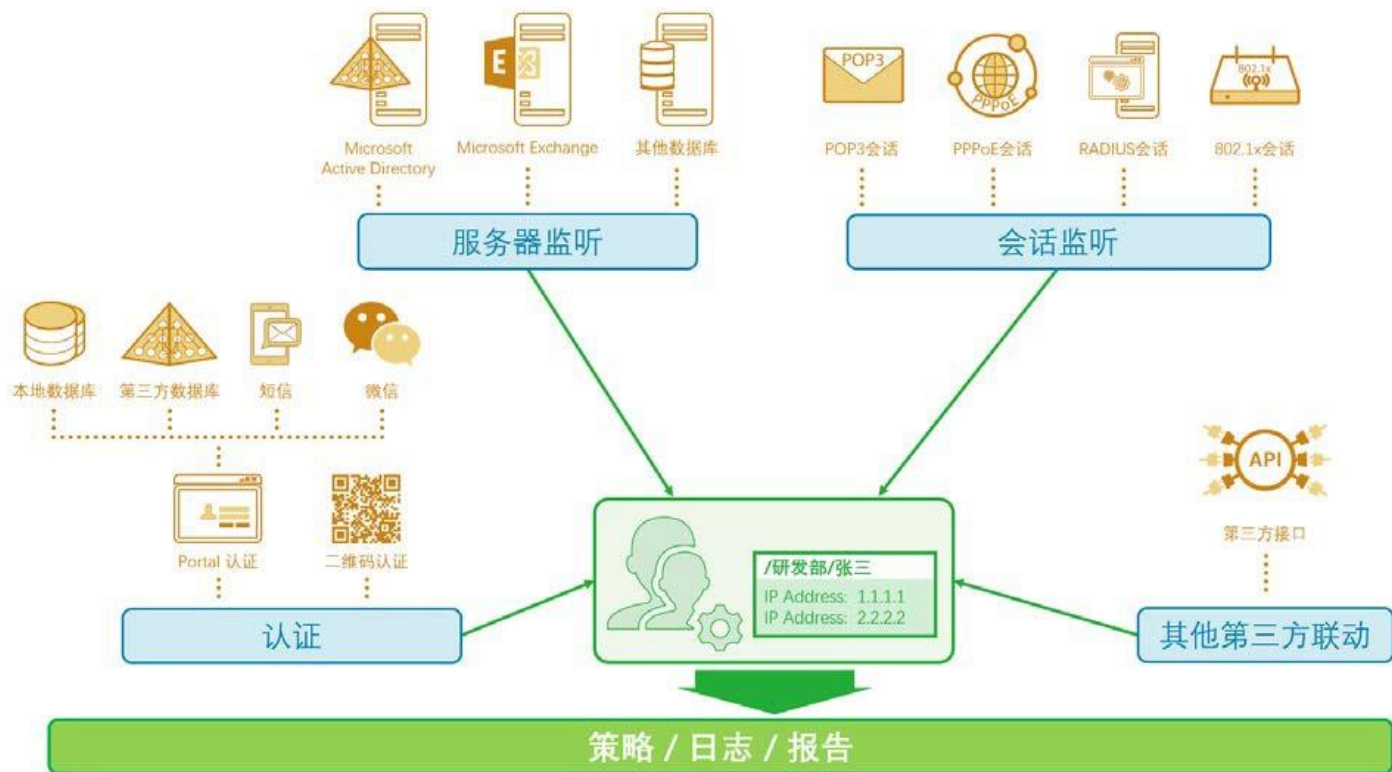 E
POP3
PPPoE
802.1x
Microsoft
Active Directory
Microsoft Exchange
其他数据库
POP3会话
PPPoE会话
RADIUS会话
802.1x会话
服务器监听
会话监听
本地数据库
第三方数据库
短信
微信
API
第三方接口
Portal 认证
二维码认证
/研发部/张三
IP Address: 1.1.1.1
IP Address: 2.2.2.2
认证
其他第三方联动
策略 / 日志 / 报告